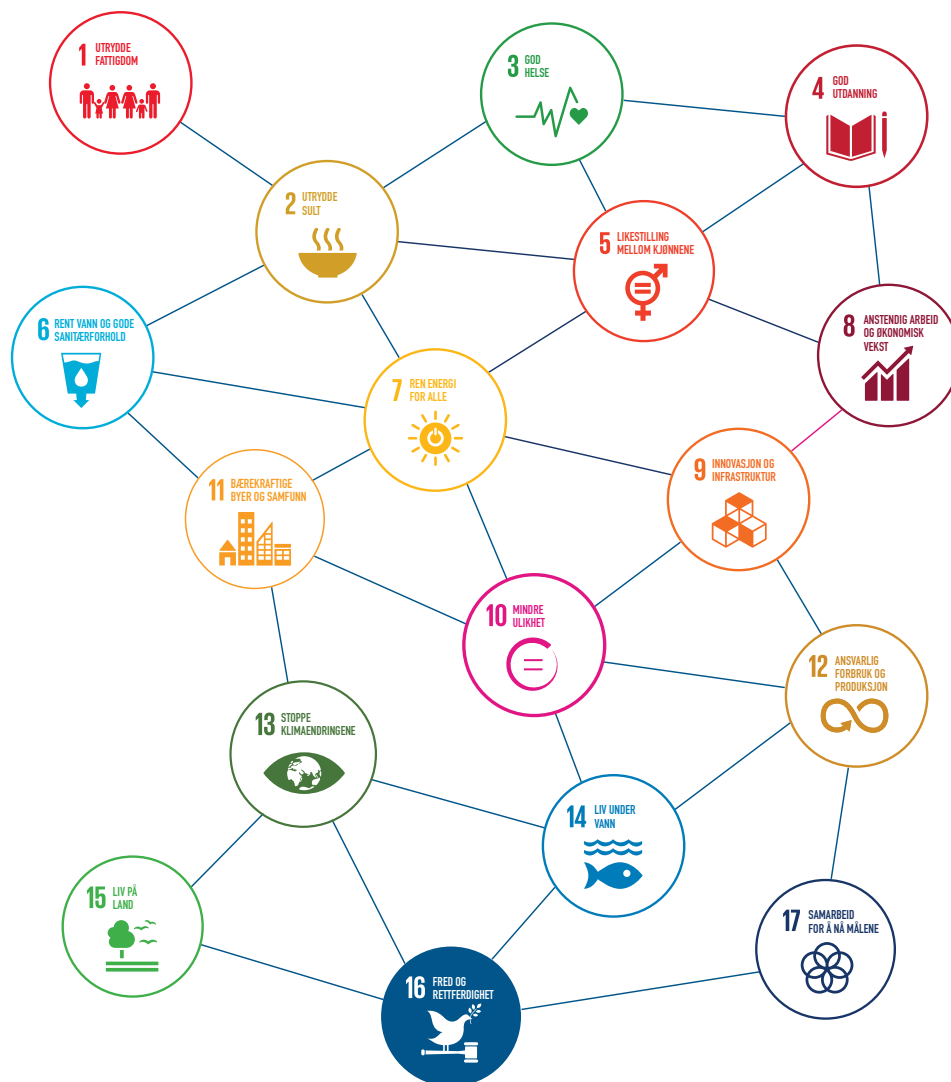 1 UTRYDDE
FATTIGDOM
2 UTRYDDE
SULT
3 GOD
HELSE
4 GOD
UTDANNING
5 LIKESTILLING
MELLOM KJØNNENE
6 RENT VANN OG GODE
SANITÆRFORHOLD
7 REN ENERGI
FOR ALLE
8 ANSTENDIG ARBEID
OG ØKONOMISK
VEKST
9 INNOVASJON OG
INFRASTRUKTUR
10 MINDRE
ULIKHET
11 BÆREKRAFTIGE
BYER OG SAMFUNN
12 ANSVARLIG
FORBRUK OG
PRODUKSJON
13 STOPPE
KLIMAENDRINGENE
14 LIV UNDER
VANN
15 LIV PÅ
LAND
16 FRED OG
RETTFERDIGHET
17 SAMARBEID
FOR Å NÅ MÅLENE